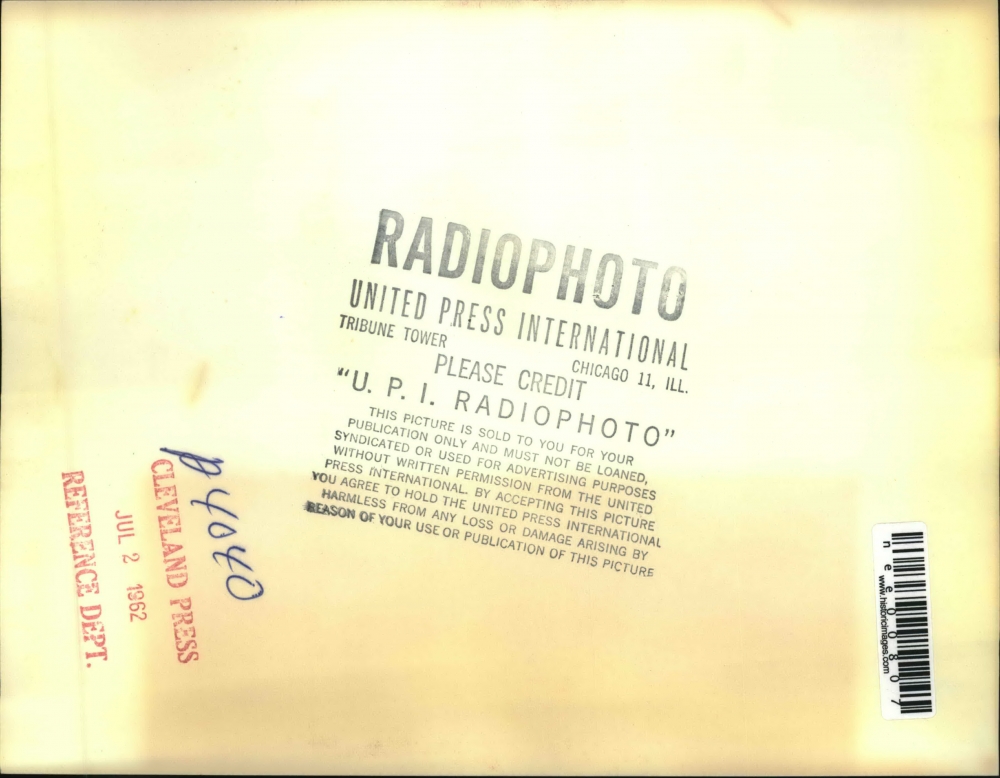 RADIOPHOTO
UNITED PRESS INTERNATIONAL
TRIBUNE TOWER CHICAGO 11, ILL.
PLEASE CREDIT
"U. P. I. RADIOPHOTO"
THIS PICTURE IS SOLD TO YOU FOR YOUR
PUBLICATION ONLY AND MUST NOT BE LOANED,
SYNDICATED OR USED FOR ADVERTISING PURPOSES
WITHOUT WRITTEN PERMISSION FROM THE UNITED
PRESS INTERNATIONAL. BY ACCEPTING THIS PICTURE
YOU AGREE TO HOLD THE UNITED PRESS INTERNATIONAL
HARMLESS FROM ANY LOSS OR DAMAGE ARISING BY
REASON OF YOUR USE OR PUBLICATION OF THIS PICTURE
CLEVELAND PRESS
JUL 2 1962
REFERENCE DEPT.
nee00807
www.historicimages.com